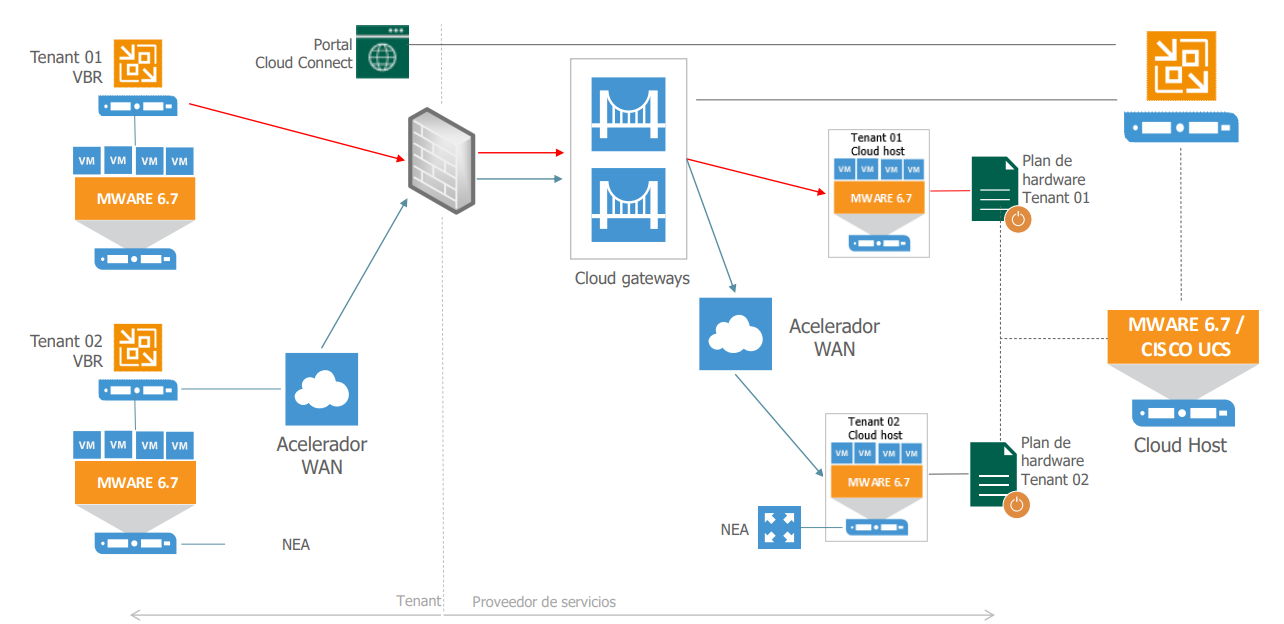 Tenant 01
VBR
Portal
Cloud Connect
VM VM VM VM
MWARE 6.7
Cloud gateways
Tenant 01
Cloud host
VM VM VM VM
MWARE 6.7
Plan de
hardware
Tenant 01
Tenant 02
VBR
VM VM VM VM
MWARE 6.7
Acelerador
WAN
NEA
Acelerador
WAN
MWARE 6.7 /
CISCO UCS
Cloud Host
Tenant 02
Cloud host
VM VM VM VM
MWARE 6.7
Plan de
hardware
Tenant 02
NEA
Tenant
Proveedor de servicios